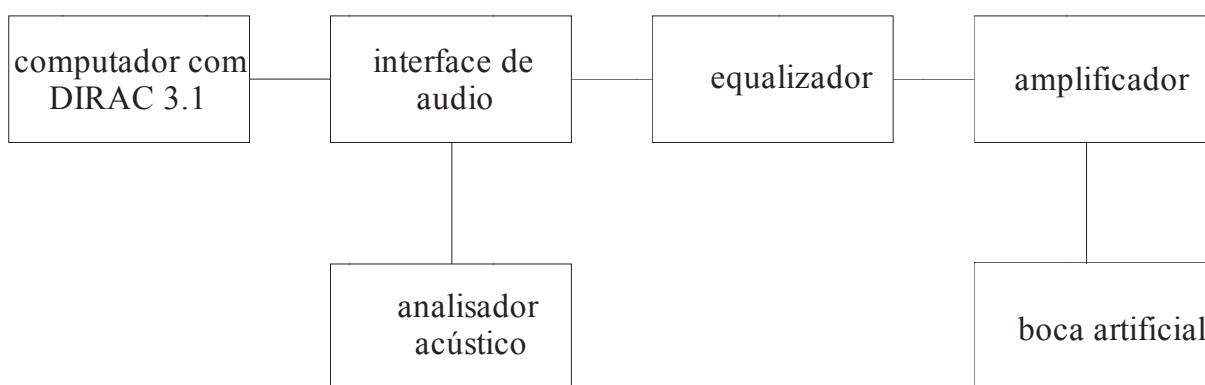 computador com
DIRAC 3.1
interface de
audio
equalizador
amplificador
analisador
acústico
boca artificial